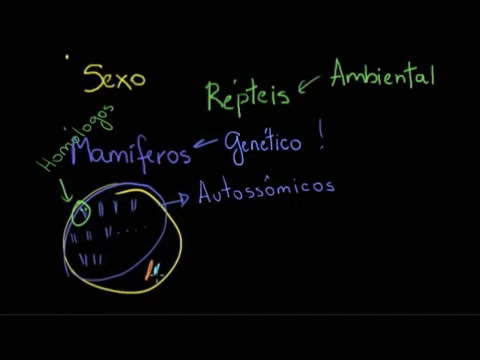 Sexo
Répteis
Ambiental
Homólogos
Mamíferos
Genético !
Autossômicos